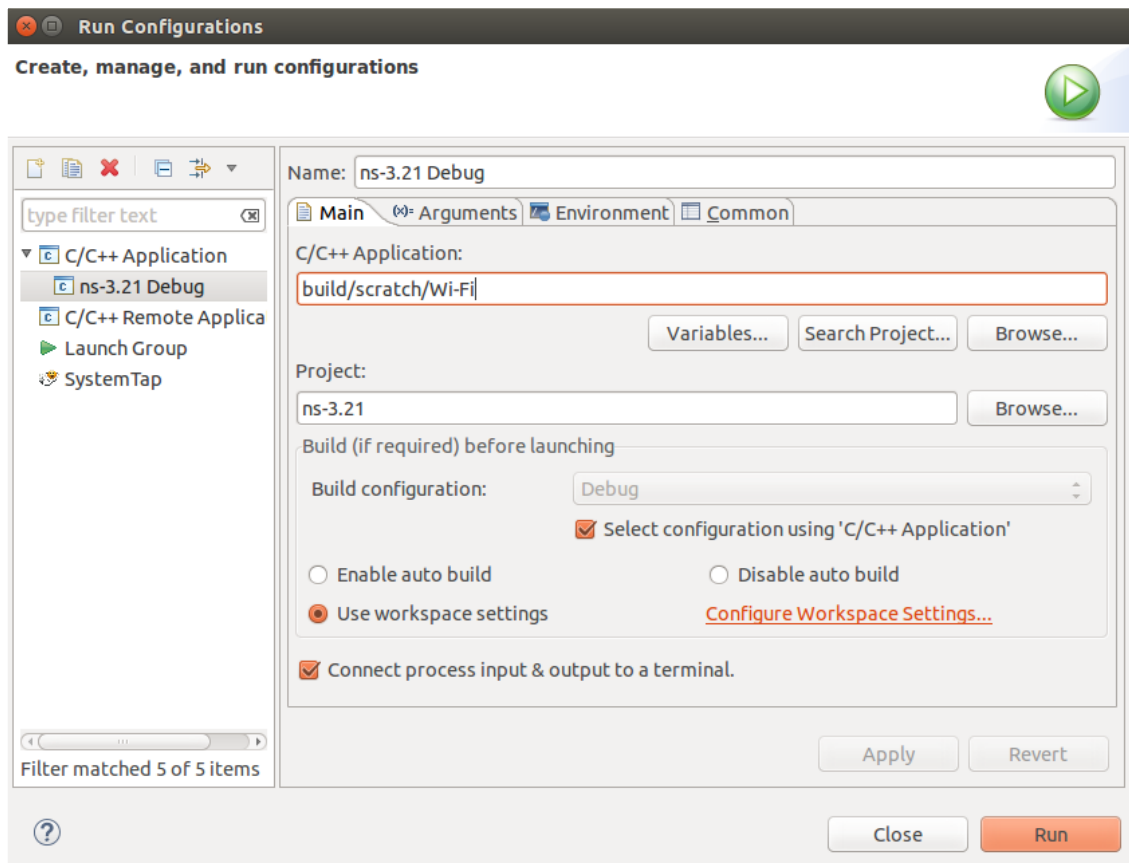 Run Configurations
Create, manage, and run configurations
type filter text
C/C++ Application
ns-3.21 Debug
C/C++ Remote Applica
Launch Group
SystemTap
Filter matched 5 of 5 items
Name: ns-3.21 Debug
Main (x)= Arguments Environment Common
C/C++ Application:
build/scratch/Wi-Fi
Variables... Search Project... Browse...
Project:
ns-3.21 Browse...
Build (if required) before launching
Build configuration: Debug
Select configuration using 'C/C++ Application'
Enable auto build Disable auto build
Use workspace settings Configure Workspace Settings...
Connect process input & output to a terminal.
Apply Revert
? Close Run